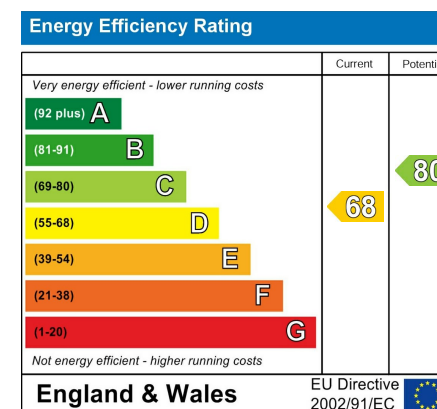 Energy Efficiency Rating
Current
Potenti
Very energy efficient - lower running costs
(92 plus) A
(81-91) B
(69-80) C
(55-68) D
(39-54) E
(21-38) F
(1-20) G
68
80
Not energy efficient - higher running costs
England & Wales
EU Directive
2002/91/EC